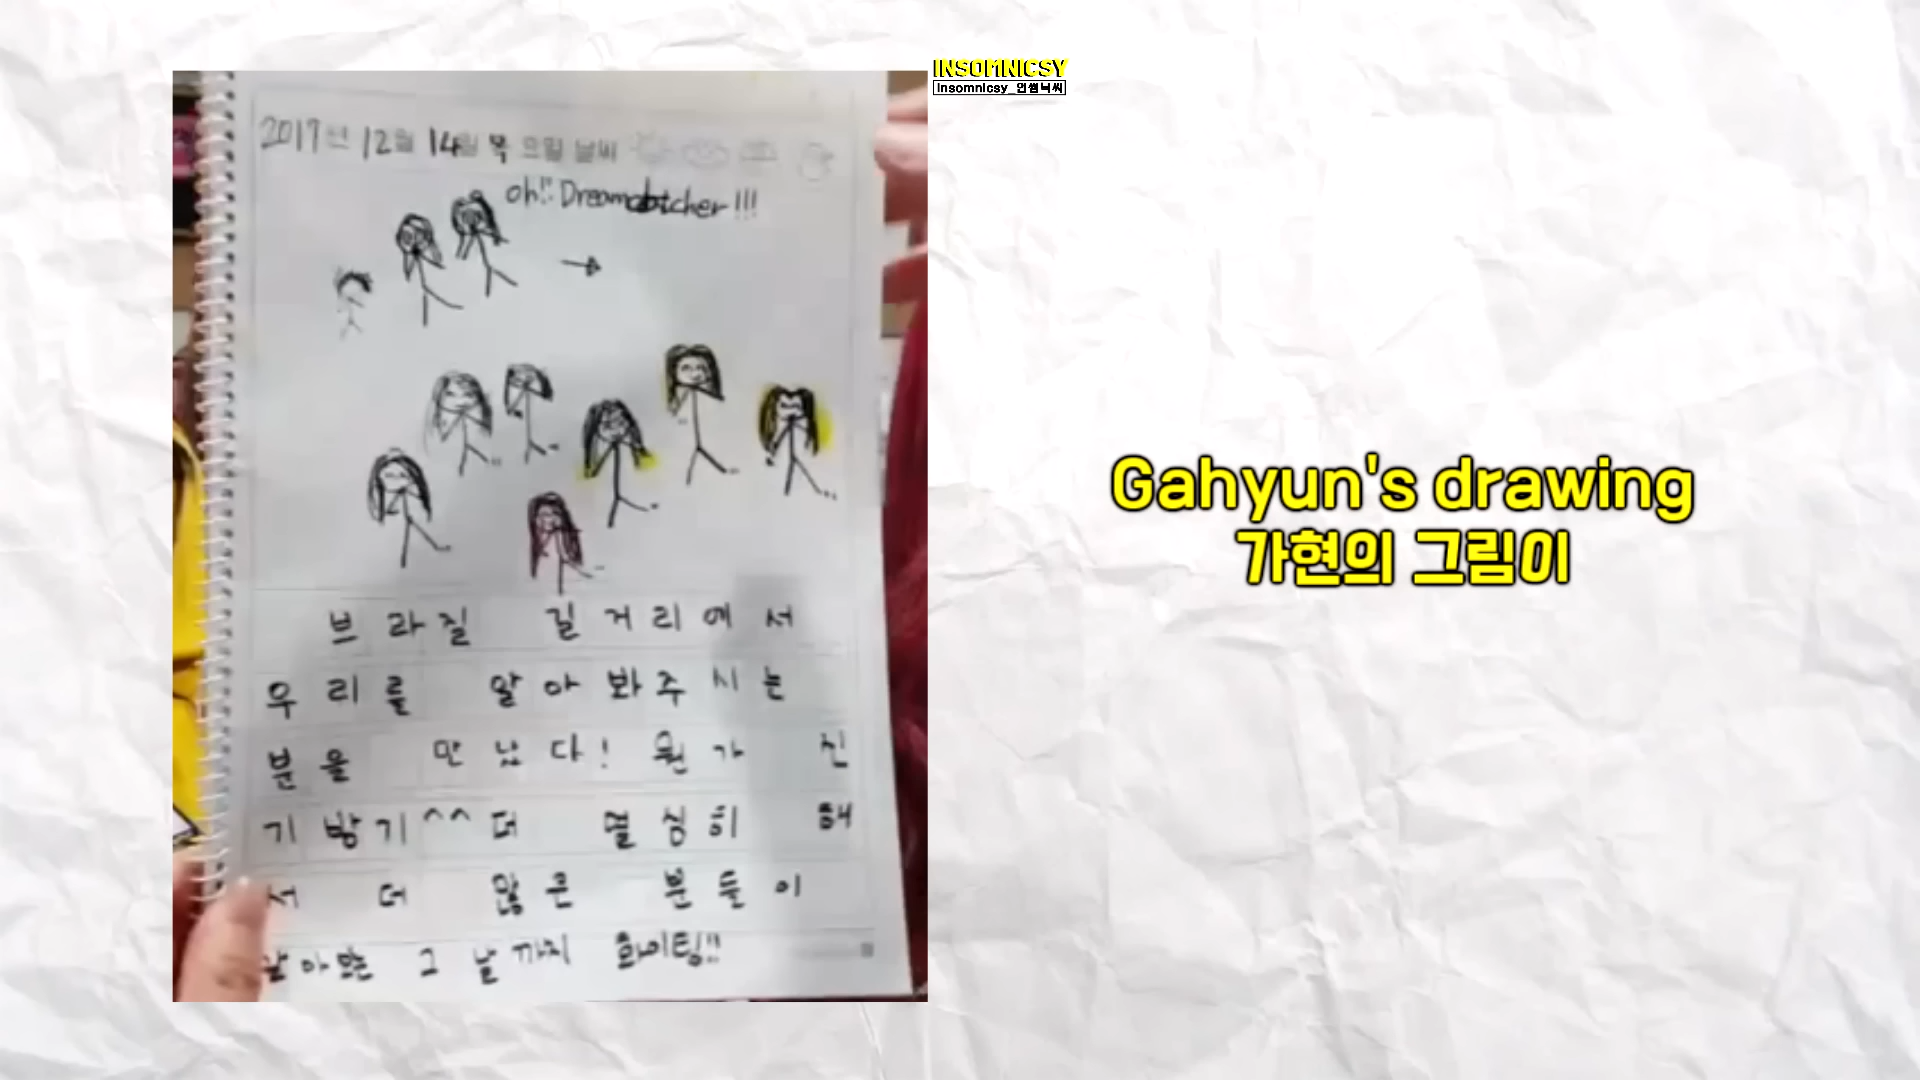 INSOMNICSY
Insomnicsy_인썸닉씨
2017년 12월 14일 목요일 날씨
oh!! Dreamcatcher!!!
브라질 길거리에서
우리를 알아봐주시는
분을 만났다! 뭔가 신
기방기^^ 더 열심히 해
서 더 많은 분들이
알아보는 그 날까지 화이팅!!
Gahyun's drawing
가현의 그림이